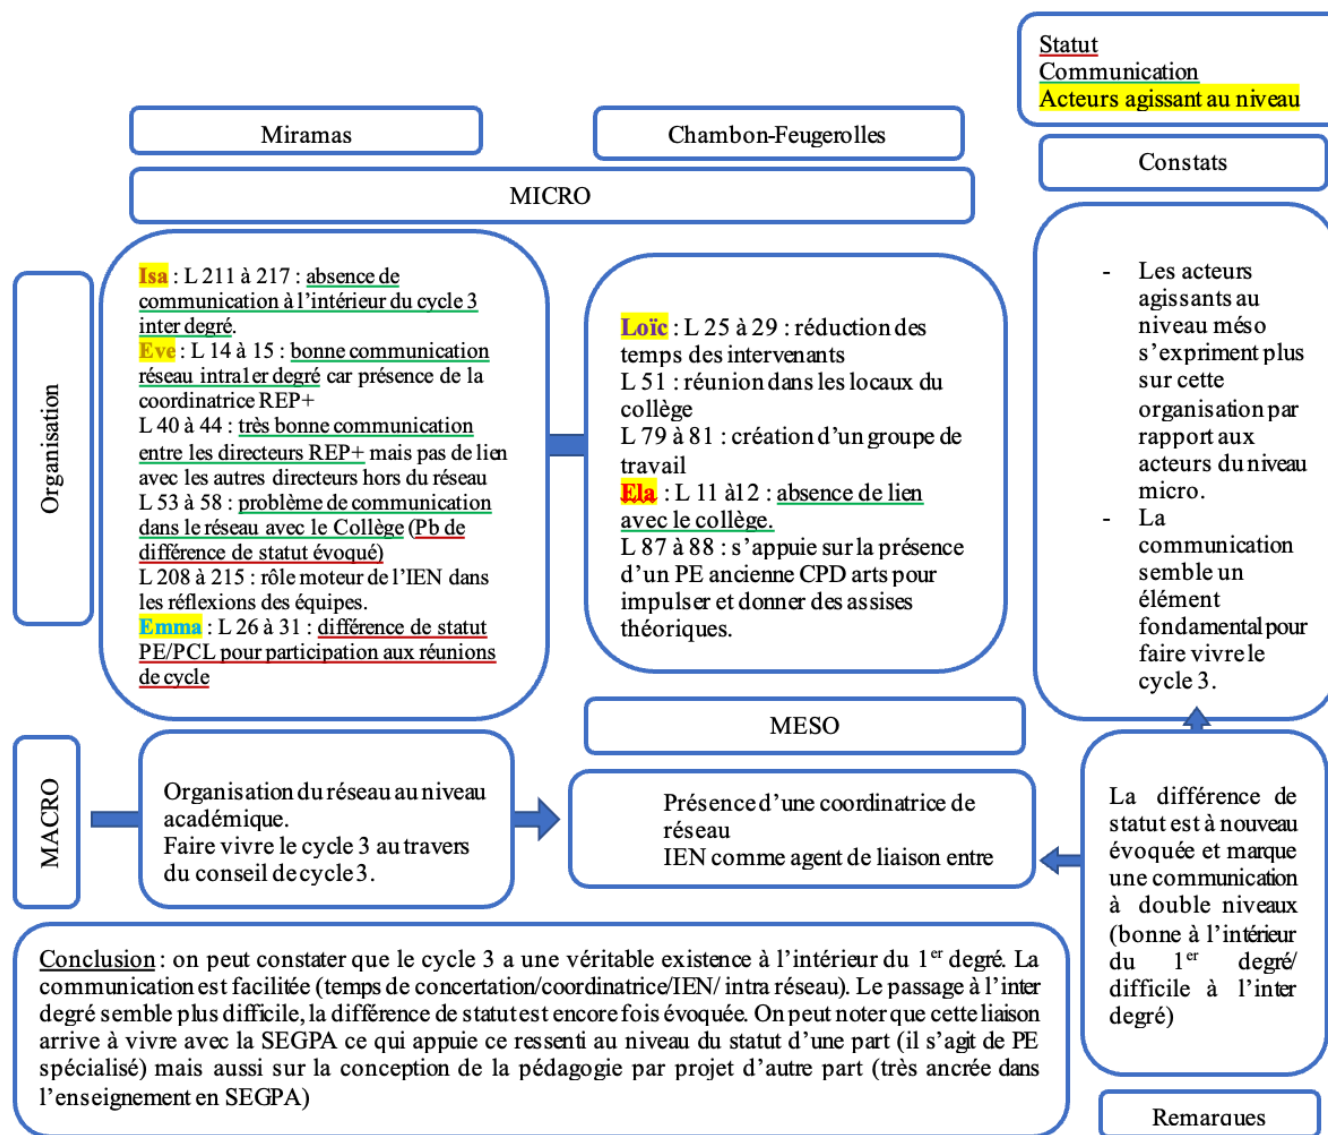 Statut
Communication
Acteurs agissant au niveau
Miramas
Chambon-Feugerolles
Constats
MICRO
Organisation
Isa : L 211 à 217 : absence de
communication à l'intérieur du cycle 3
inter degré.
Eve : L 14 à 15 : bonne communication
réseau intra1er degré car présence de la
coordinatrice REP+
L 40 à 44 : très bonne communication
entre les directeurs REP+ mais pas de lien
avec les autres directeurs hors du réseau
L 53 à 58 : problème de communication
dans le réseau avec le Collège (Pb de
différence de statut évoqué)
L 208 à 215 : rôle moteur de l'IEN dans
les réflexions des équipes.
Emma : L 26 à 31 : différence de statut
PE/PCL pour participation aux réunions
de cycle
Loïc : L 25 à 29 : réduction des
temps des intervenants
L 51 : réunion dans les locaux du
collège
L 79 à 81 : création d'un groupe de
travail
Ela : L 11 à12 : absence de lien
avec le collège.
L 87 à 88 : s'appuie sur la présence
d'un PE ancienne CPD arts pour
impulser et donner des assises
théoriques.
- Les acteurs
agissants au
niveau méso
s'expriment plus
sur cette
organisation par
rapport aux
acteurs du niveau
micro.
- La
communication
semble un
élément
fondamental pour
faire vivre le
cycle 3.
MESO
MACRO
Organisation du réseau au niveau
académique.
Faire vivre le cycle 3 au travers
du conseil de cycle 3.
Présence d'une coordinatrice de
réseau
IEN comme agent de liaison entre
La différence de
statut est à nouveau
évoquée et marque
une communication
à double niveaux
(bonne à l'intérieur
du 1er degré/
difficile à l'inter
degré)
Conclusion : on peut constater que le cycle 3 a une véritable existence à l'intérieur du 1er degré. La
communication est facilitée (temps de concertation/coordinatrice/IEN/ intra réseau). Le passage à l'inter
degré semble plus difficile, la différence de statut est encore fois évoquée. On peut noter que cette liaison
arrive à vivre avec la SEGPA ce qui appuie ce ressenti au niveau du statut d'une part (il s'agit de PE
spécialisé) mais aussi sur la conception de la pédagogie par projet d'autre part (très ancrée dans
l'enseignement en SEGPA)
Remarques